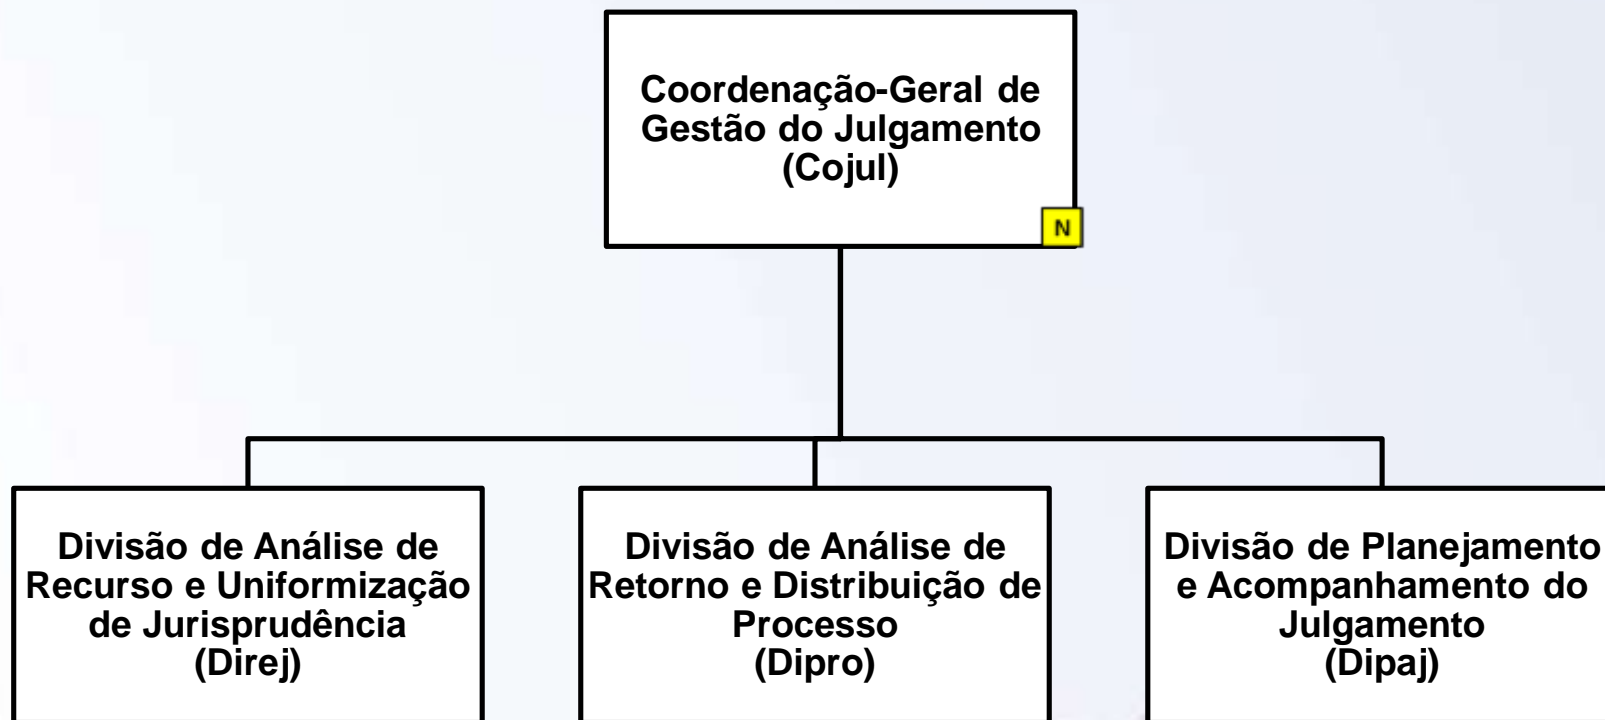 Coordenação-Geral de
Gestão do Julgamento
(Cojul)
N
Divisão de Análise de
Recurso e Uniformização
de Jurisprudência
(Direj)
Divisão de Análise de
Retorno e Distribuição de
Processo
(Dipro)
Divisão de Planejamento
e Acompanhamento do
Julgamento
(Dipaj)